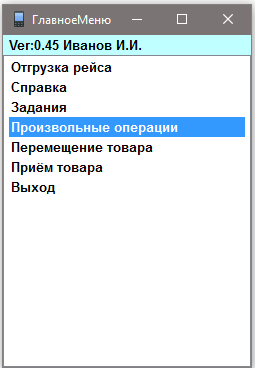 ГлавноеМеню
Ver:0.45 Иванов И.И.
Отгрузка рейса
Справка
Задания
Произвольные операции
Перемещение товара
Приём товара
Выход